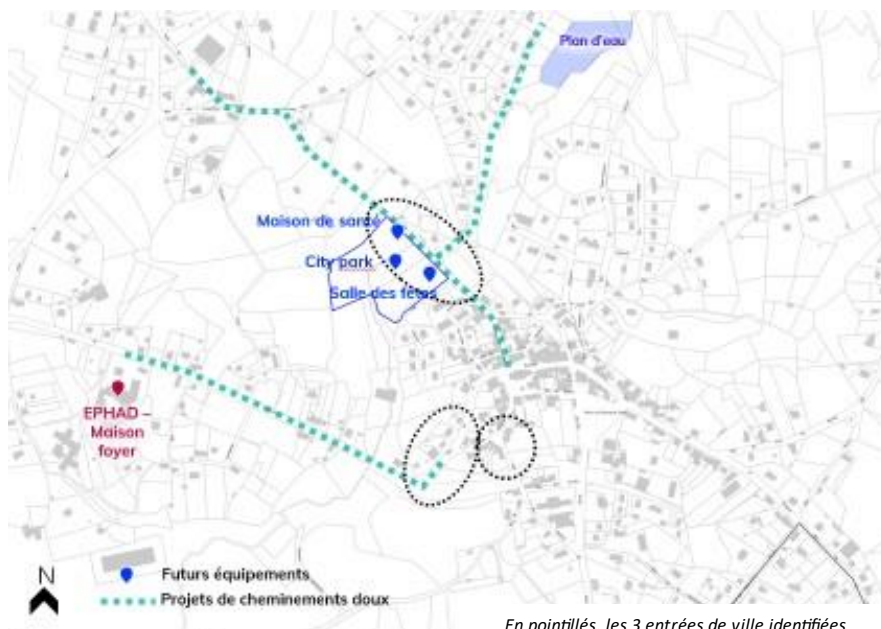 Plan d'eau
Maison de santé
City park
Salle des fêtes
EPHAD –
Maison
foyer
N
Futurs équipements
Projets de cheminements doux
En pointillés, les 3 entrées de ville identifiées